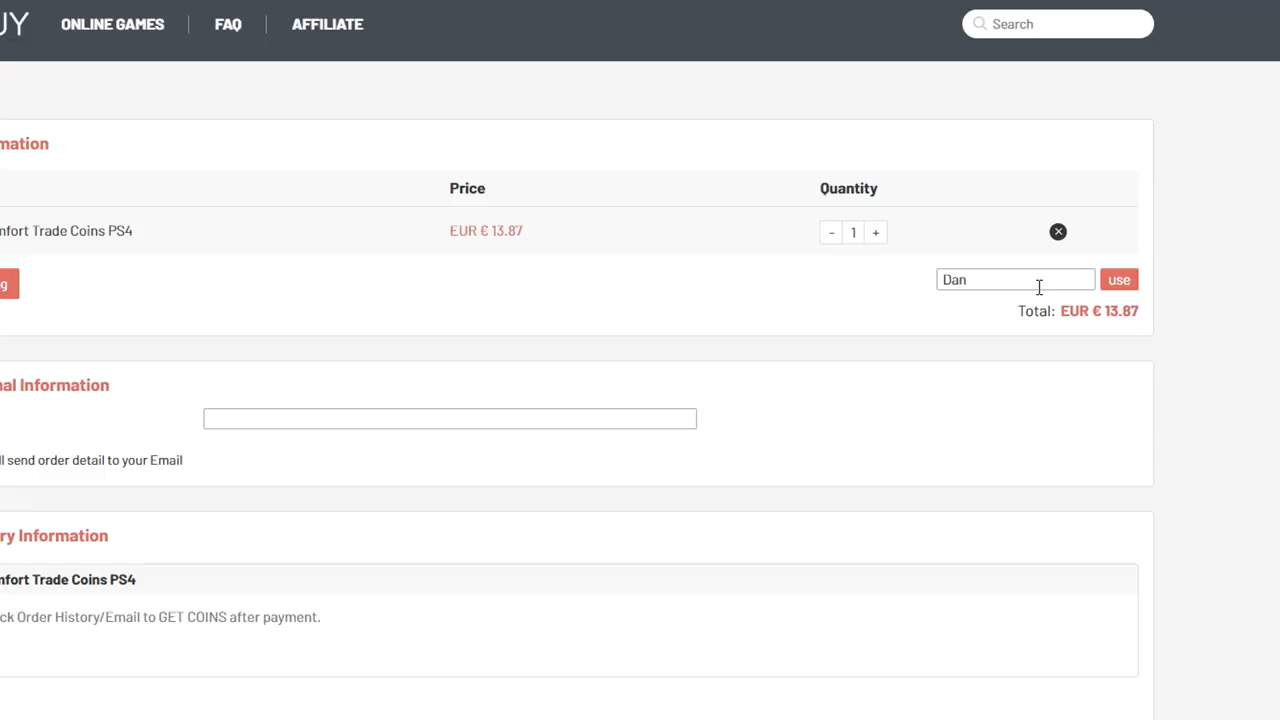 UY ONLINE GAMES FAQ AFFILIATE Search
mation
Price Quantity
mfort Trade Coins PS4 EUR € 13.87 - 1 +
g Dan use
Total: EUR € 13.87
nal Information
ll send order detail to your Email
ry Information
mfort Trade Coins PS4
ck Order History/Email to GET COINS after payment.